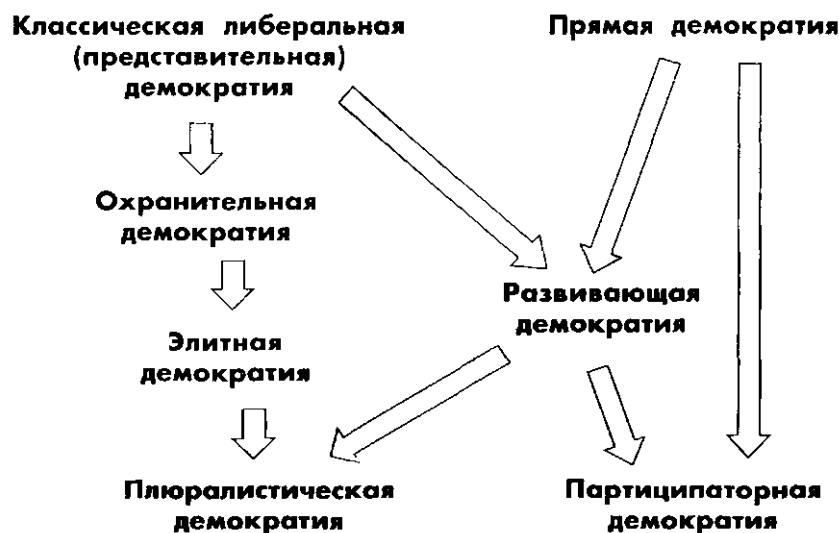 Классическая либеральная
(представительная)
демократия
Прямая демократия
Охранительная
демократия
Развивающая
демократия
Элитная
демократия
Плюралистическая
демократия
Партиципаторная
демократия